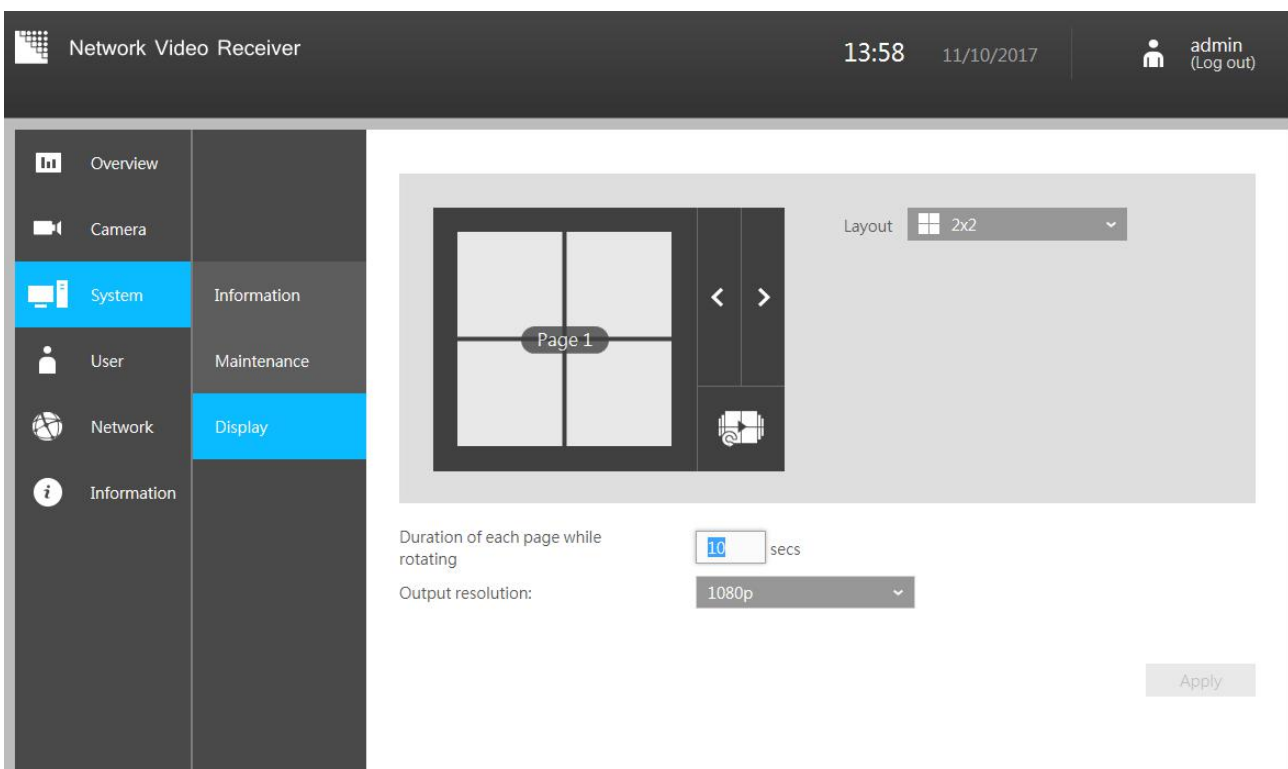 Network Video Receiver
13:58 11/10/2017
admin
(Log out)
Overview
Camera
System
User
Network
Information
Information
Maintenance
Display
Page 1
Layout 2x2
Duration of each page while
rotating
10 secs
Output resolution: 1080p
Apply